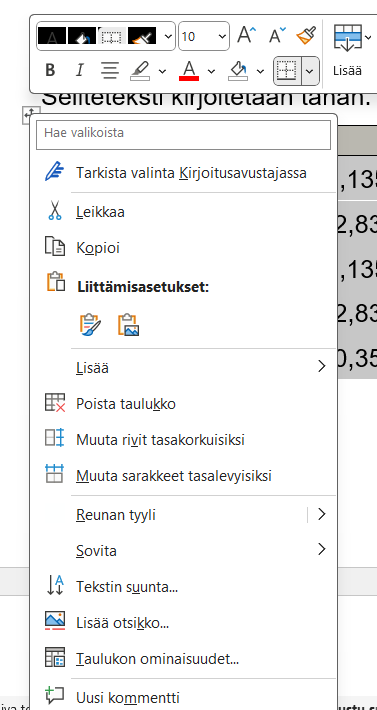 10
A
A
B I A
Lisää
Seliteteksti kirjoitetaan tähän.
Hae valikoista
Tarkista valinta Kirjoitusavustajassa
,135
Leikkaa
2,83
Kopioi
,135
Liittämisasetukset:
2,83
0,35
Lisää
Poista taulukko
Muuta rivit tasakorkuisiksi
Muuta sarakkeet tasalevyisiksi
Reunan tyyli
Sovita
Tekstin suunta...
Lisää otsikko...
Taulukon ominaisuudet...
Uusi kommentti